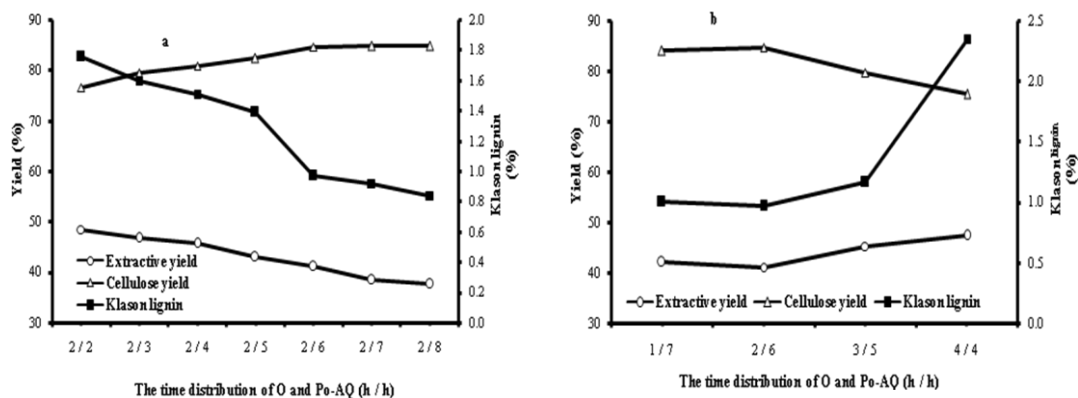 a
90
80
70
60
50
40
30
Yield (%)
2.0
1.8
1.6
1.4
1.2
1.0
0.8
0.6
0.4
0.2
0.0
Klason lignin
(%)
Extractive yield
Cellulose yield
Klason lignin
2 / 2 2 / 3 2 / 4 2 / 5 2 / 6 2 / 7 2 / 8
The time distribution of O and Po-AQ (h / h)
b
90
80
70
60
50
40
30
Yield (%)
2.5
2.0
1.5
1.0
0.5
0.0
Klason lignin
(%)
Extractive yield Cellulose yield Klason lignin
1 / 7 2 / 6 3 / 5 4 / 4
The time distribution of O and Po-AQ (h / h)